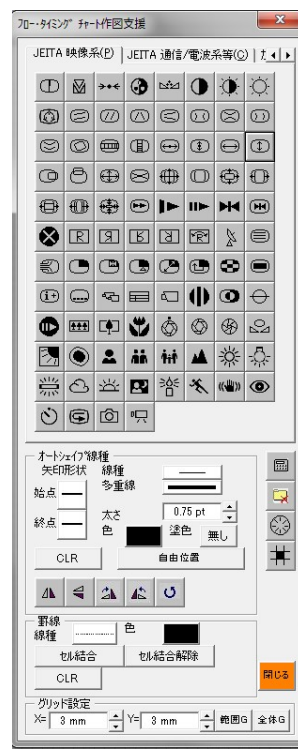 フロー・タイミング チャート作図支援
JEITA 映像系(P) JEITA 通信/電波系等(C)
オートシェイプ線種
矢印形状 線種
多重線
始点
太さ 0.75 pt
終点 色 塗色 無し
CLR 自由位置
罫線
線種 色
セル結合 セル結合解除
CLR
閉じる
グリッド設定
X= 3 mm Y= 3 mm 範囲G 全体G